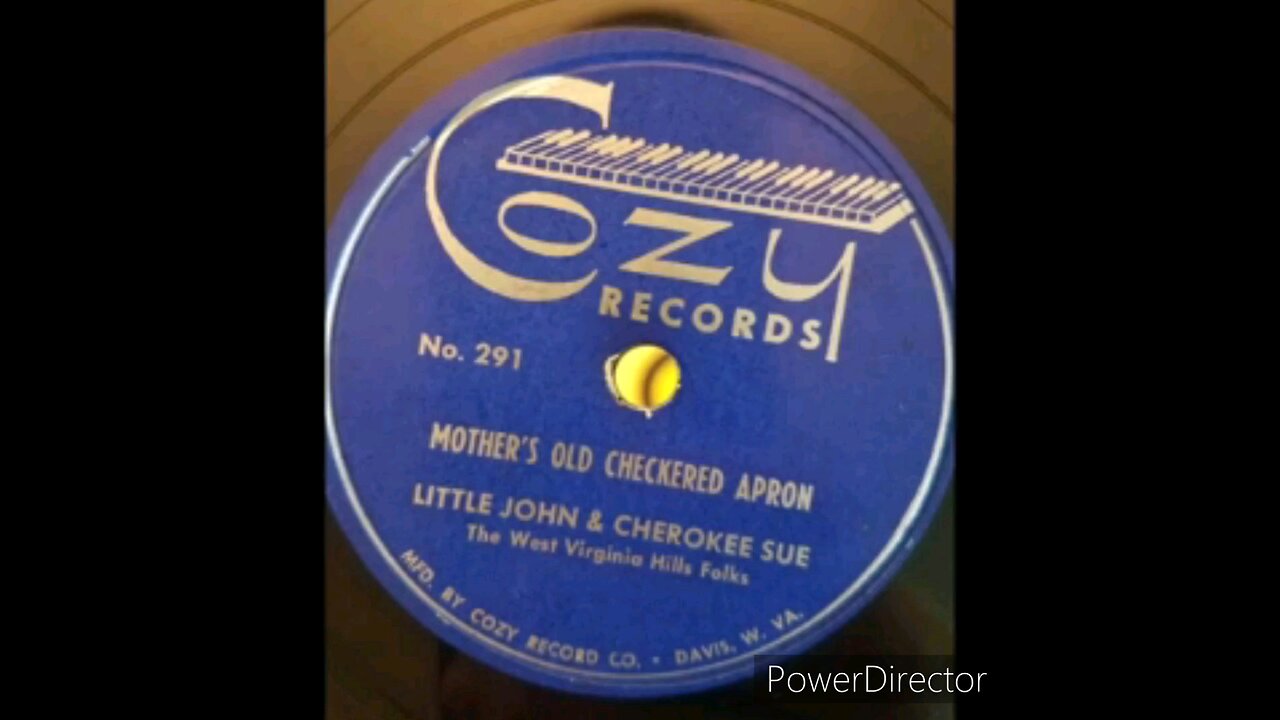 Cozy
RECORDS
No. 291
MOTHER'S OLD CHECKERED APRON
LITTLE JOHN & CHEROKEE SUE
The West Virginia Hills Folks
MFD. BY COZY RECORD CO. • DAVIS, W. VA.
PowerDirector